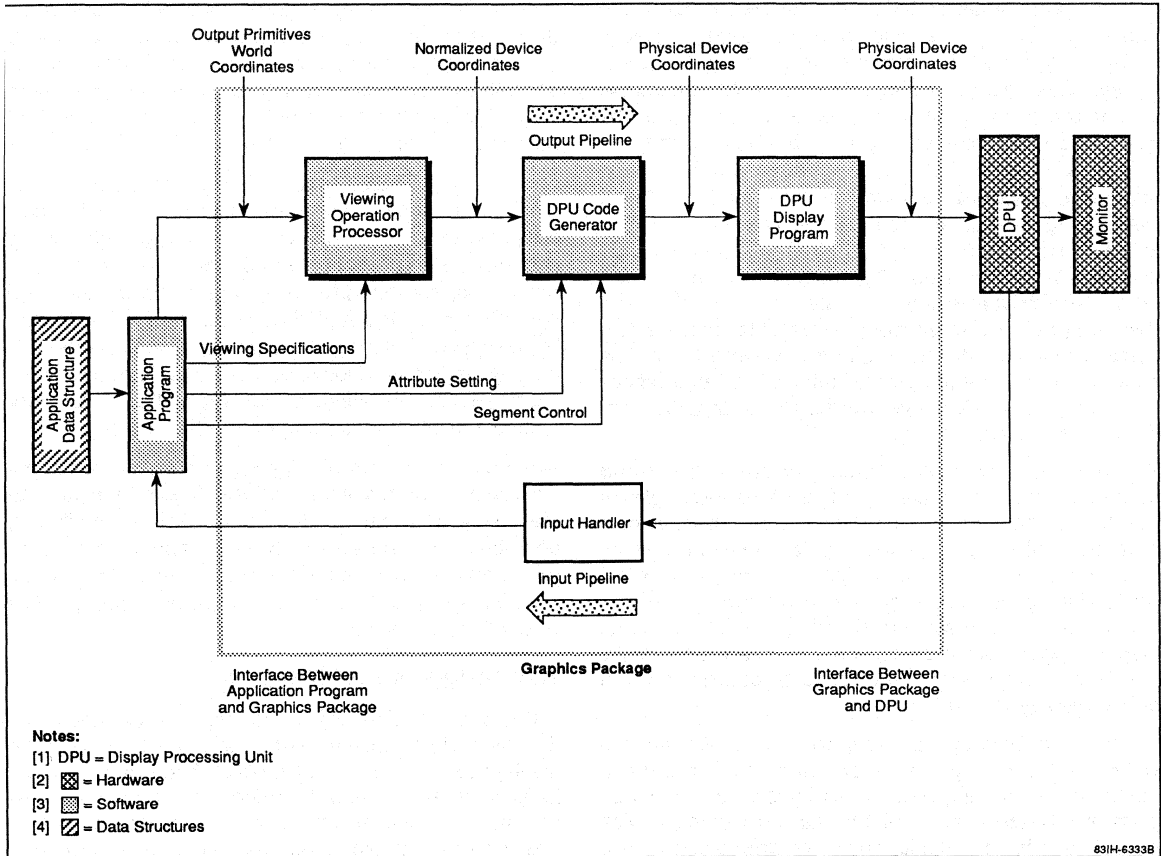 Output Primitives
World
Coordinates
Normalized Device
Coordinates
Physical Device
Coordinates
Physical Device
Coordinates
Output Pipeline
Viewing
Operation
Processor
DPU Code
Generator
DPU
Display
Program
DPU
Monitor
Application
Data Structure
Application
Program
Viewing Specifications
Attribute Setting
Segment Control
Input Handler
Input Pipeline
Graphics Package
Interface Between
Application Program
and Graphics Package
Interface Between
Graphics Package
and DPU
Notes:
[1] DPU = Display Processing Unit
[2] = Hardware
[3] = Software
[4] = Data Structures
83IH-6333B